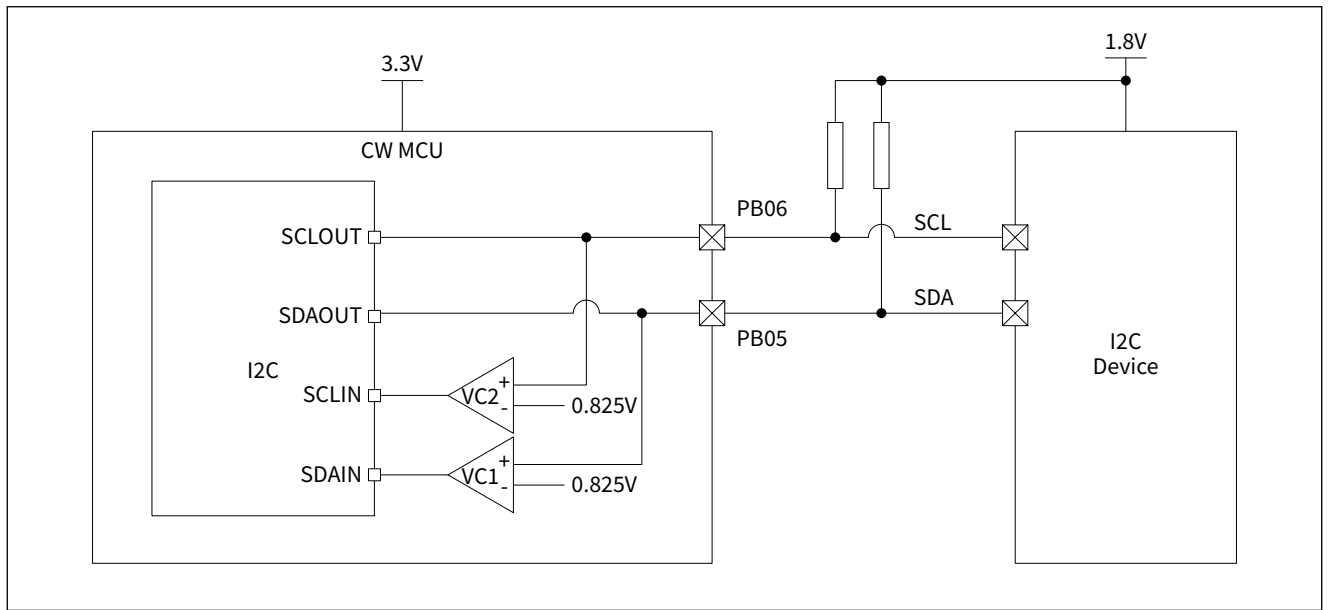 1.8V
3.3V
CW MCU
PB06
SCLOUT
SCL
SDA
SDAOUT
PB05
I2C
Device
I2C
SCLIN
VC2
+
-
0.825V
SDAIN
VC1
+
-
0.825V